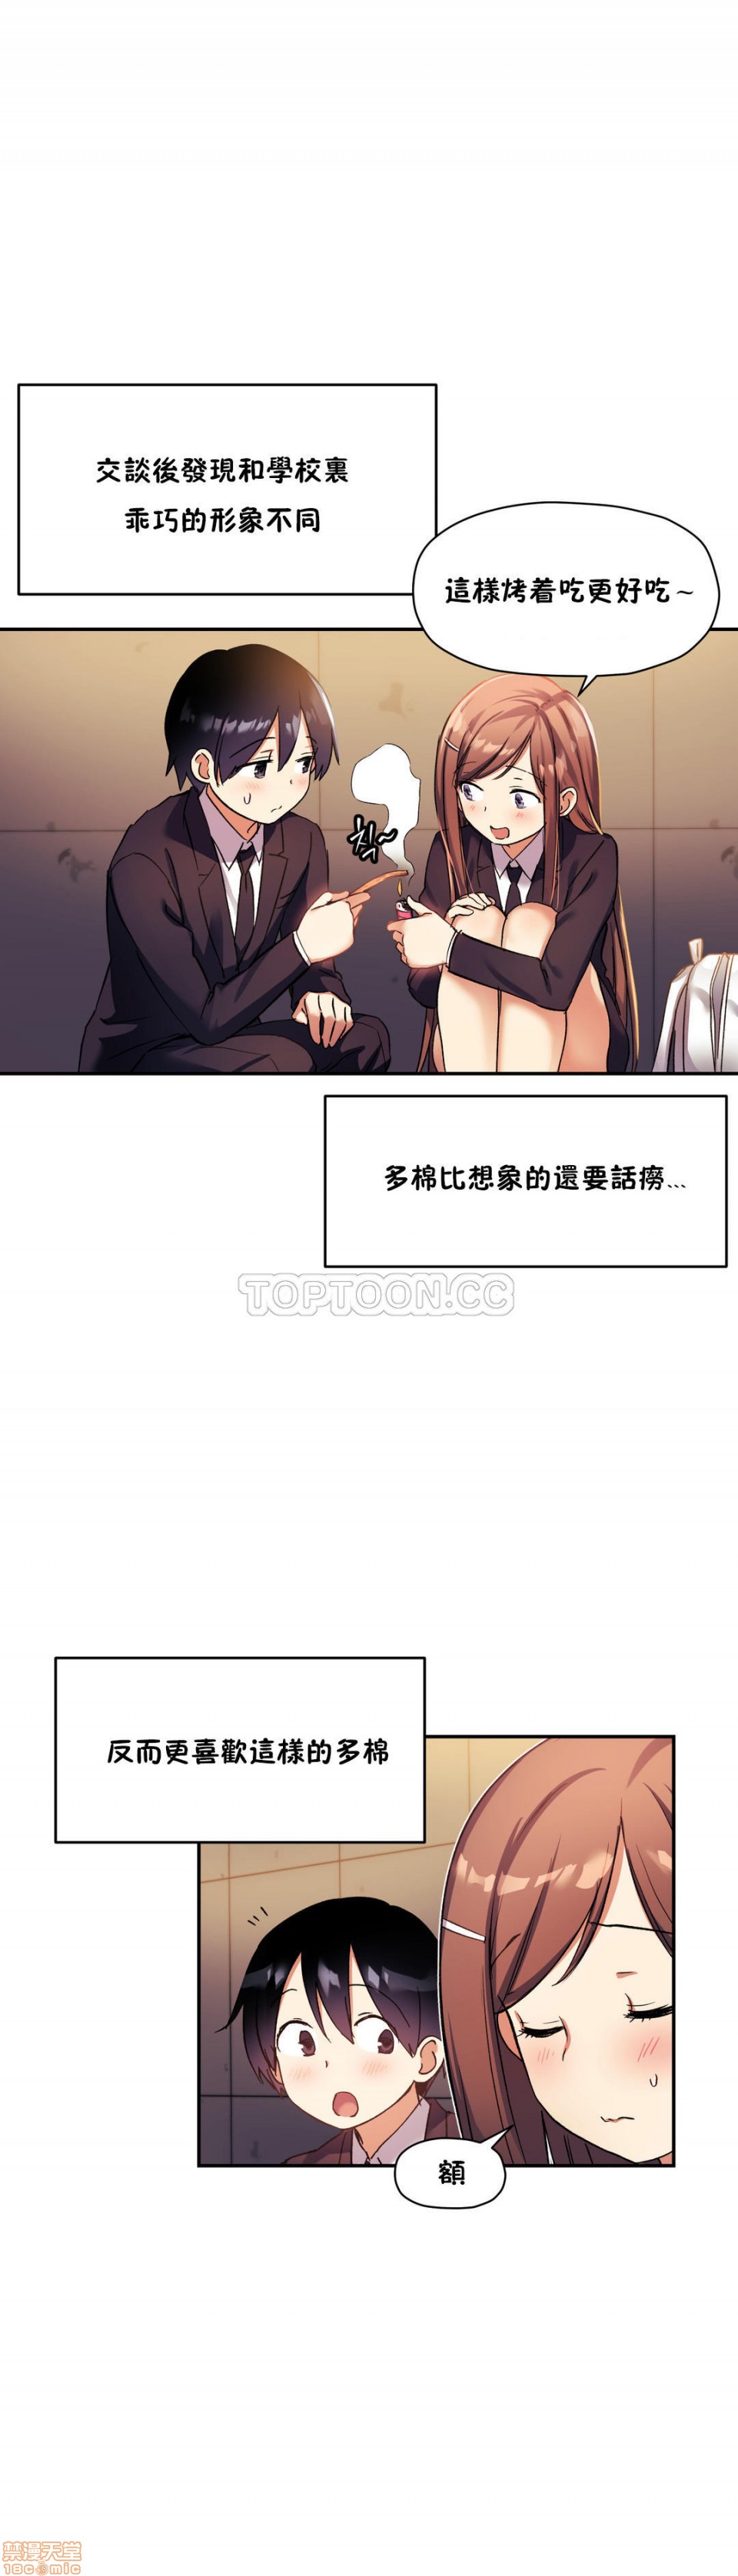 交談後發現和學校裏
乖巧的形象不同
這樣烤着吃更好吃~
치~
多棉比想象的還要話癆...
TOPTOON.CC
反而更喜歡這樣的多棉
額
禁漫天堂
18comic